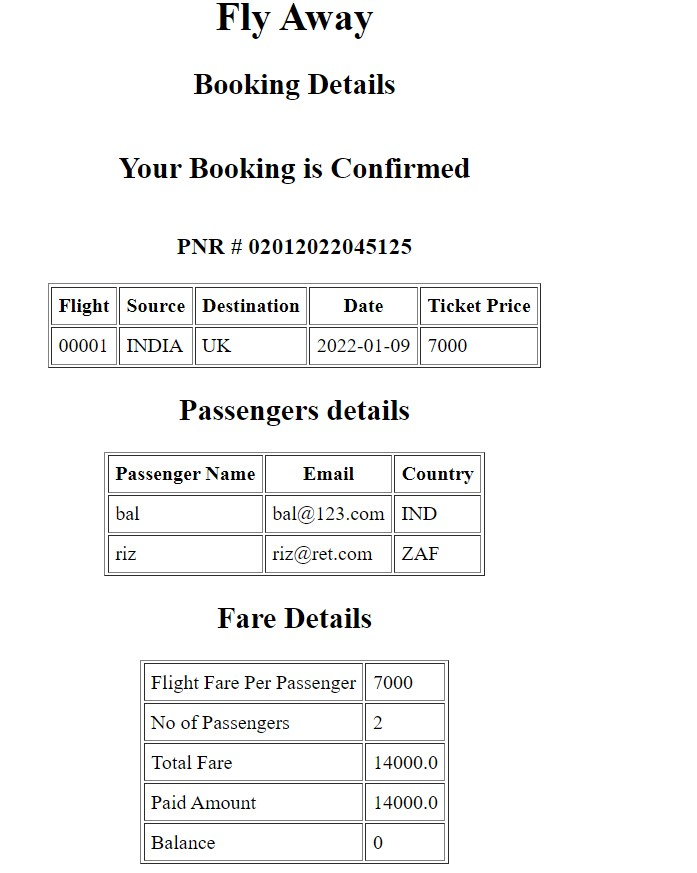 Fly Away
Booking Details
Your Booking is Confirmed
PNR # 02012022045125
Flight Source Destination Date Ticket Price
00001 INDIA UK 2022-01-09 7000
Passengers details
Passenger Name Email Country
bal bal@123.com IND
riz riz@ret.com ZAF
Fare Details
Flight Fare Per Passenger 7000
No of Passengers 2
Total Fare 14000.0
Paid Amount 14000.0
Balance 0